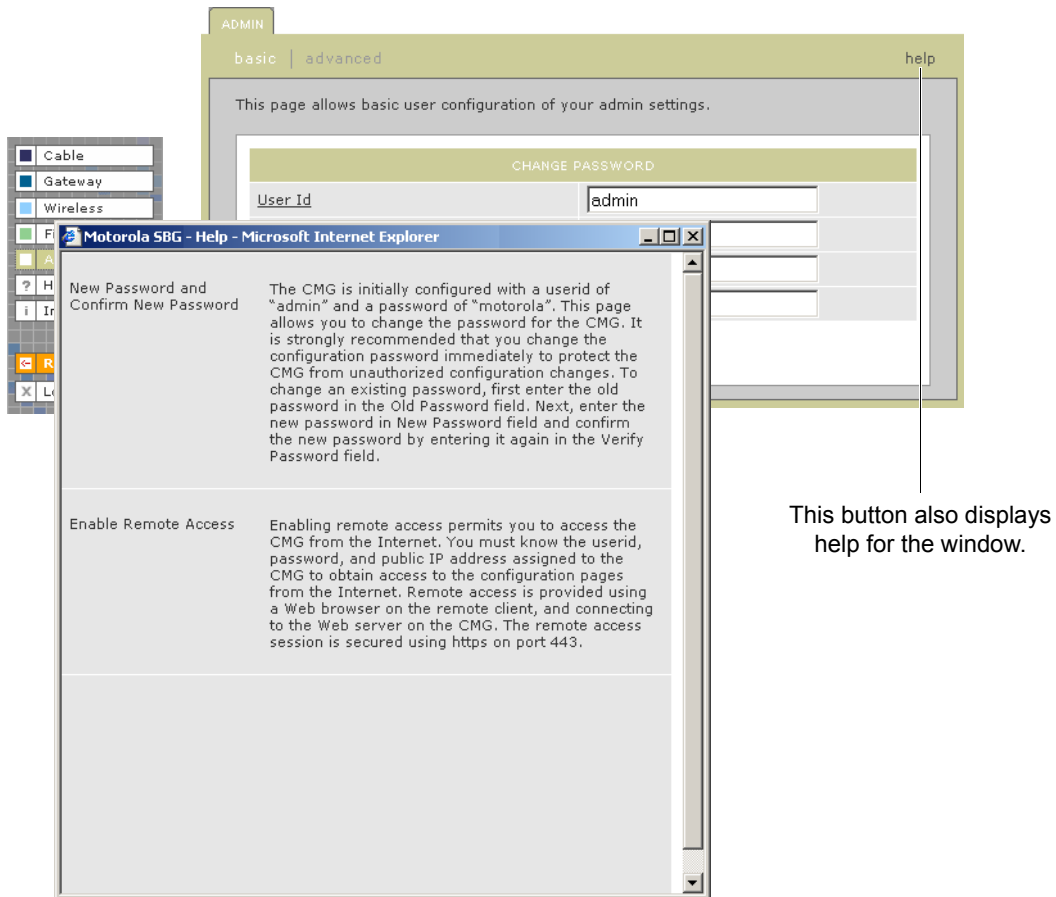 ADMIN
basic | advanced
help
This page allows basic user configuration of your admin settings.
Cable
Gateway
Wireless
CHANGE PASSWORD
User Id
admin
Motorola SBG - Help - Microsoft Internet Explorer
New Password and
Confirm New Password
The CMG is initially configured with a userid of
“admin” and a password of “motorola”. This page
allows you to change the password for the CMG. It
is strongly recommended that you change the
configuration password immediately to protect the
CMG from unauthorized configuration changes. To
change an existing password, first enter the old
password in the Old Password field. Next, enter the
new password in New Password field and confirm
the new password by entering it again in the Verify
Password field.
Enable Remote Access
Enabling remote access permits you to access the
CMG from the Internet. You must know the userid,
password, and public IP address assigned to the
CMG to obtain access to the configuration pages
from the Internet. Remote access is provided using
a Web browser on the remote client, and connecting
to the Web server on the CMG. The remote access
session is secured using https on port 443.
This button also displays
help for the window.